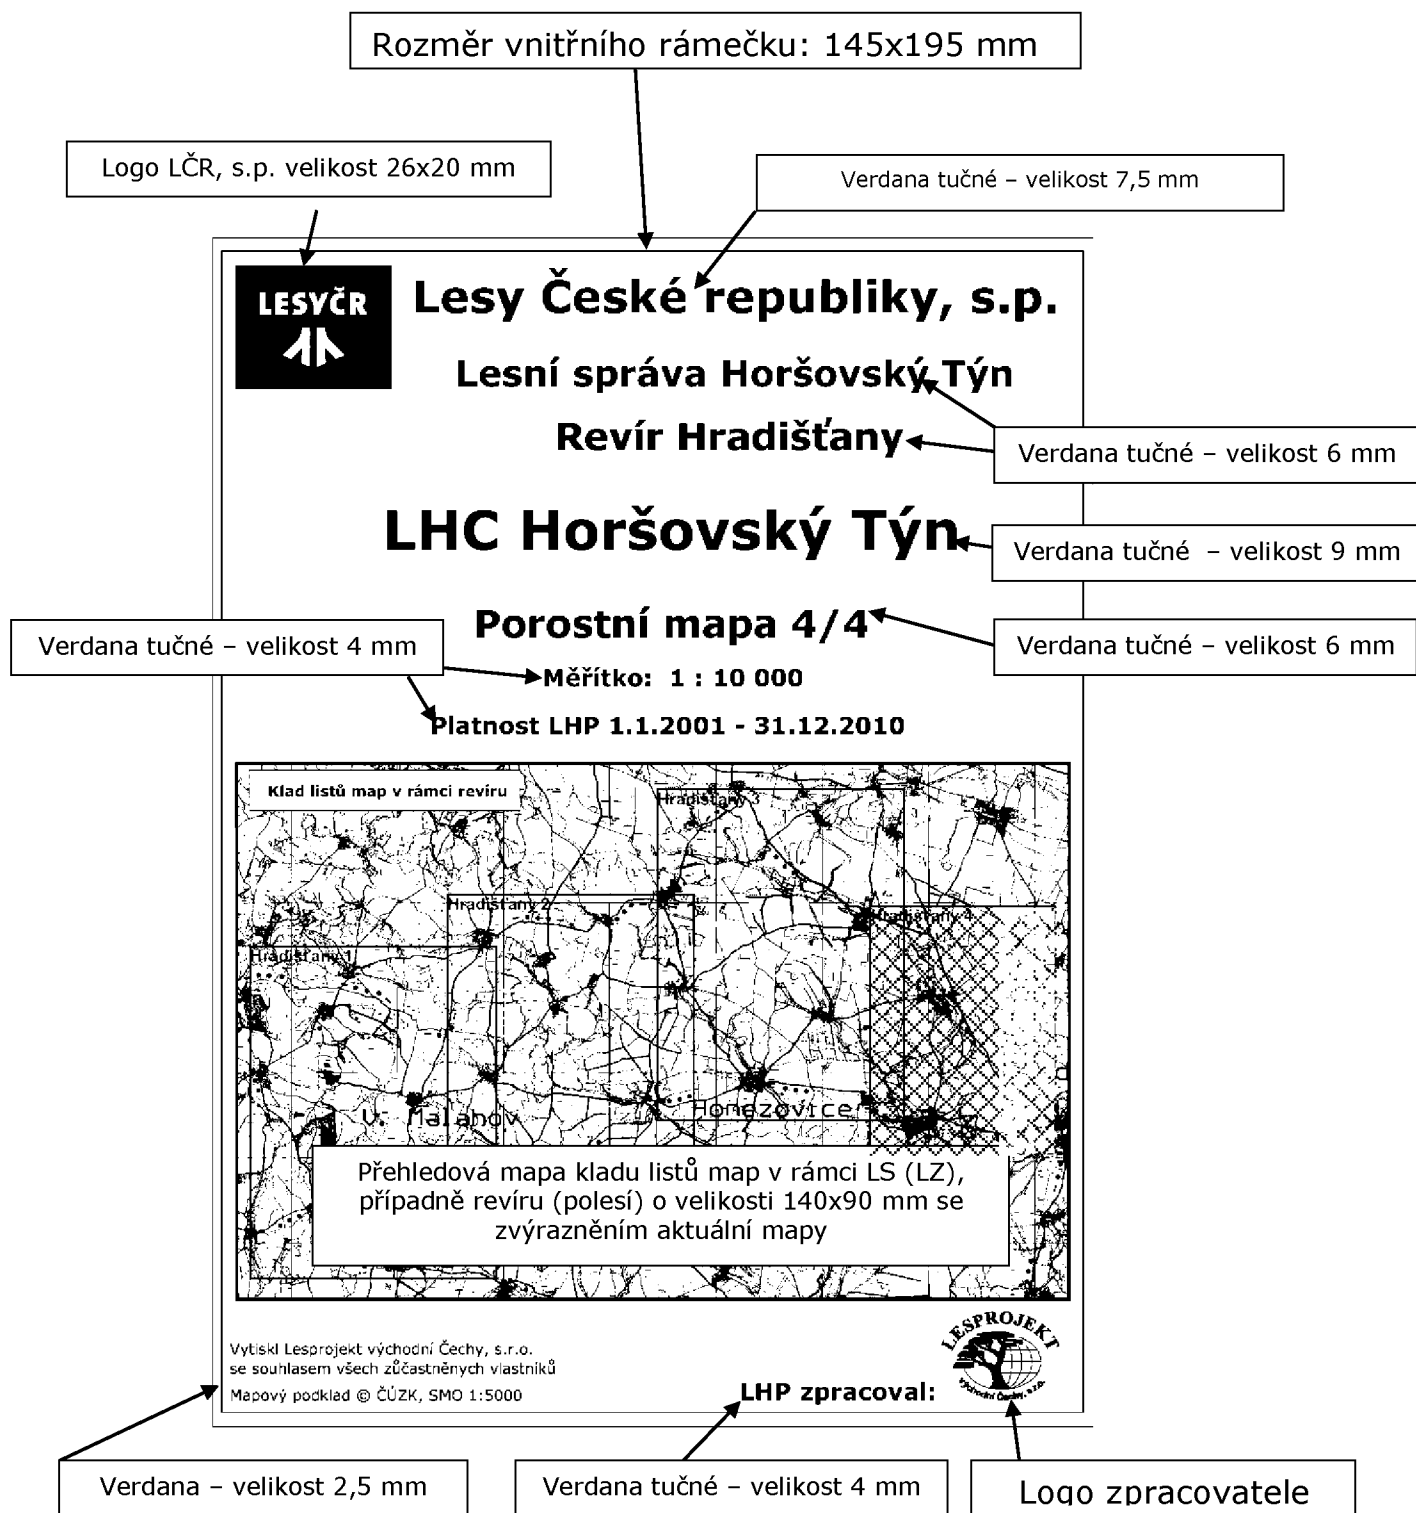 Rozměr vnitřního rámečku: 145x195 mm
Logo LČR, s.p. velikost 26x20 mm
Verdana tučné – velikost 7,5 mm
LESYČR
Lesy České republiky, s.p.
Lesní správa Horšovský Týn
Revír Hradišťany
Verdana tučné – velikost 6 mm
LHC Horšovský Týn
Verdana tučné – velikost 9 mm
Porostní mapa 4/4
Verdana tučné – velikost 4 mm
Verdana tučné – velikost 6 mm
Měřítko: 1 : 10 000
Platnost LHP 1.1.2001 - 31.12.2010
Klad listů map v rámci revíru
Hradišťany 3
Hradišťany 2
Hradišťany 4
Hradišťany 1
V. Malahov
Honezovice
Přehledová mapa kladu listů map v rámci LS (LZ),
případně revíru (polesí) o velikosti 140x90 mm se
zvýrazněním aktuální mapy
Vytiskl Lesprojekt východní Čechy, s.r.o.
se souhlasem všech zůčastněných vlastníků
Mapový podklad © ČÚZK, SMO 1:5000
LHP zpracoval:
LESPROJEKT
východní Čechy, s.r.o.
Verdana – velikost 2,5 mm
Verdana tučné – velikost 4 mm
Logo zpracovatele